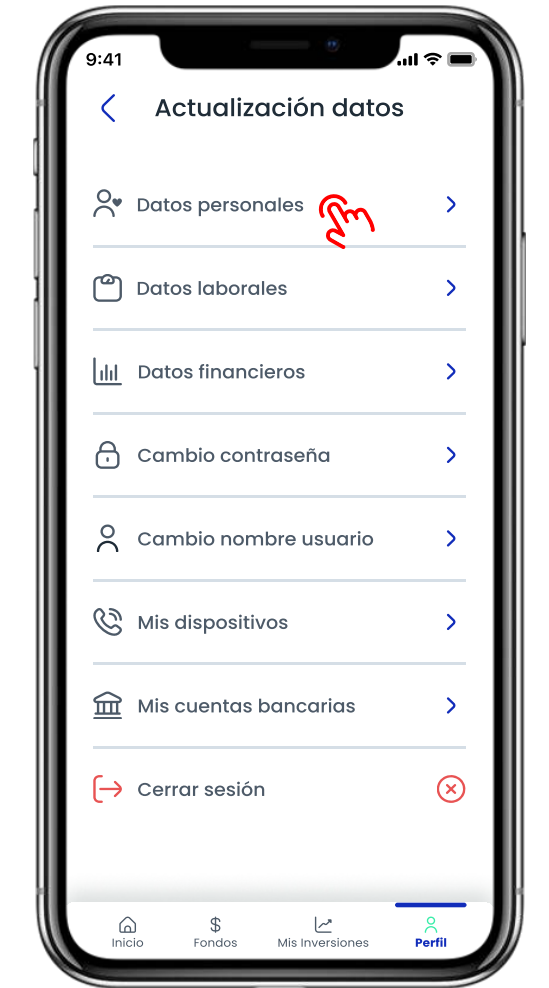 9:41
Actualización datos
Datos personales
Datos laborales
Datos financieros
Cambio contraseña
Cambio nombre usuario
Mis dispositivos
Mis cuentas bancarias
Cerrar sesión
Inicio
Fondos
Mis Inversiones
Perfil